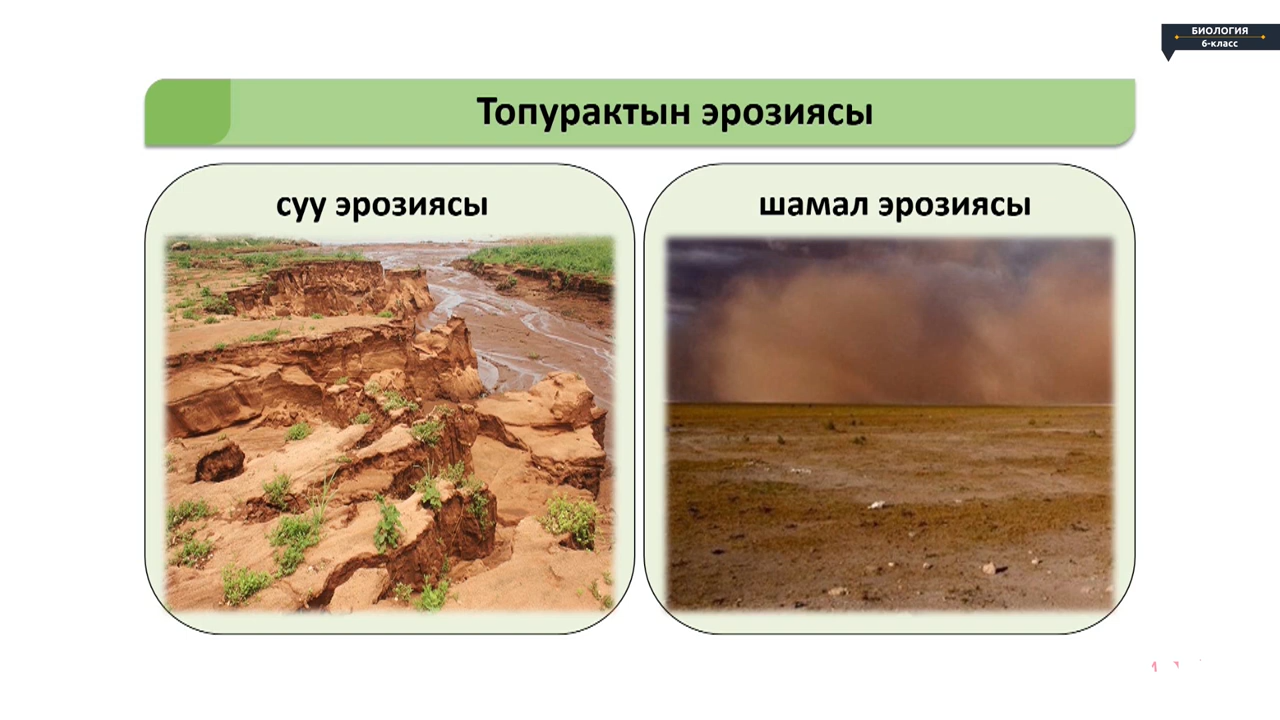 БИОЛОГИЯ
6-класс
Топурактын эрозиясы
суу эрозиясы
шамал эрозиясы